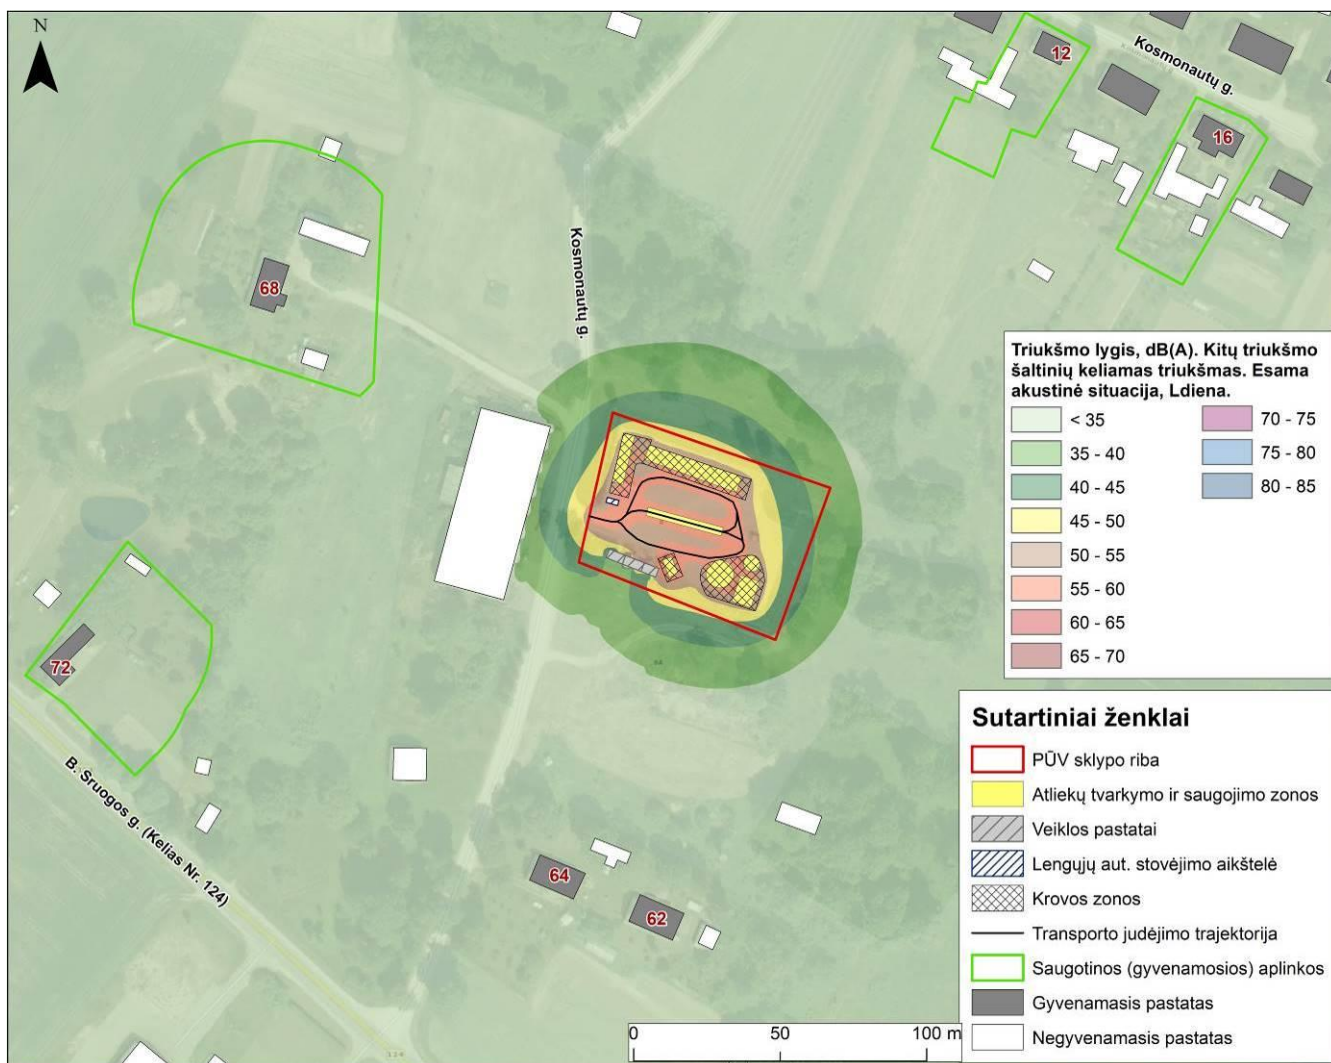 N
12
Kosmonautų g.
16
68
Kosmonautų g.
Triukšmo lygis, dB(A). Kitų triukšmo
šaltinių keliamas triukšmas. Esama
akustinė situacija, Ldiena.
< 35
35 - 40
40 - 45
45 - 50
50 - 55
55 - 60
60 - 65
65 - 70
70 - 75
75 - 80
80 - 85
72
B. Sruogos g. (Kelias Nr. 124)
64
62
Sutartiniai ženklai
PŪV sklypo riba
Atliekų tvarkymo ir saugojimo zonos
Veiklos pastatai
Lengųjų aut. stovėjimo aikštelė
Krovos zonos
Transporto judėjimo trajektorija
Saugotinos (gyvenamosios) aplinkos
Gyvenamasis pastatas
Negyvenamasis pastatas
0 50 100 m